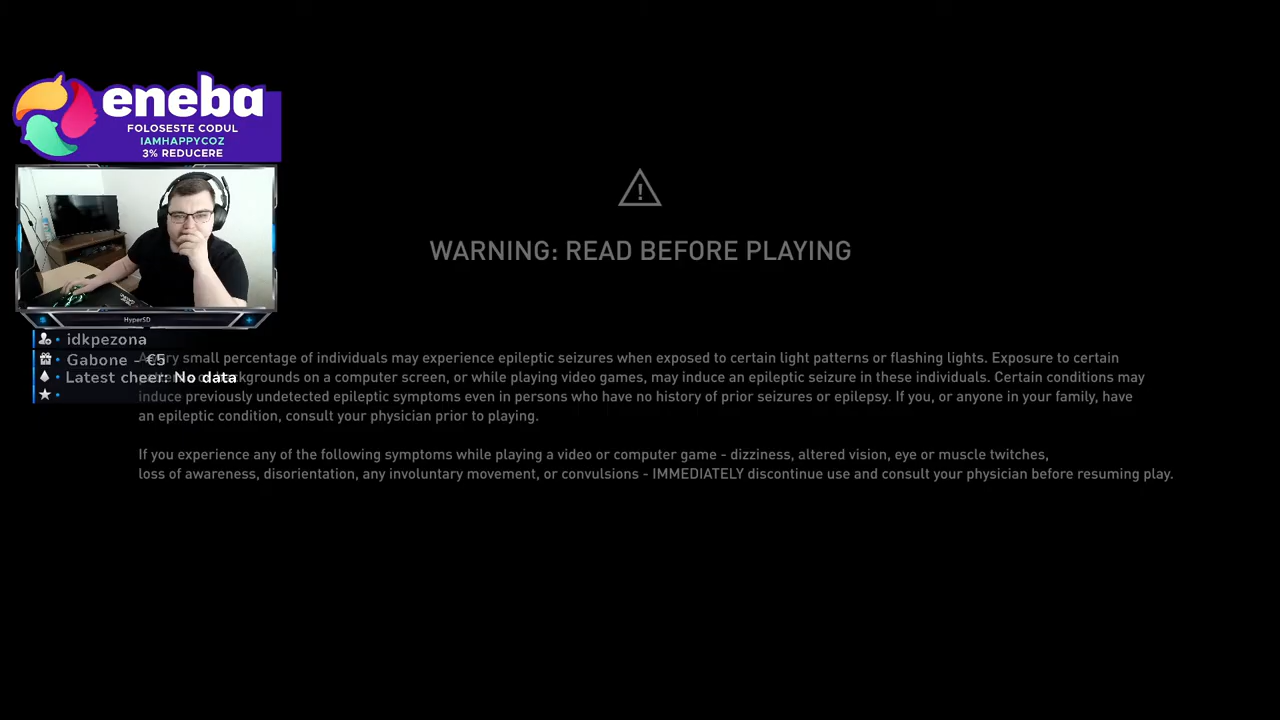 eneba
FOLOSESTE CODUL
IAMHAPPYCOZ
3% REDUCERE
WARNING: READ BEFORE PLAYING
HyperSD
idkpezona
Gabone - €5
Latest cheer: No data
small percentage of individuals may experience epileptic seizures when exposed to certain light patterns or flashing lights. Exposure to certain
on a computer screen, or while playing video games, may induce an epileptic seizure in these individuals. Certain conditions may
induce previously undetected epileptic symptoms even in persons who have no history of prior seizures or epilepsy. If you, or anyone in your family, have
an epileptic condition, consult your physician prior to playing.
If you experience any of the following symptoms while playing a video or computer game - dizziness, altered vision, eye or muscle twitches,
loss of awareness, disorientation, any involuntary movement, or convulsions - IMMEDIATELY discontinue use and consult your physician before resuming play.